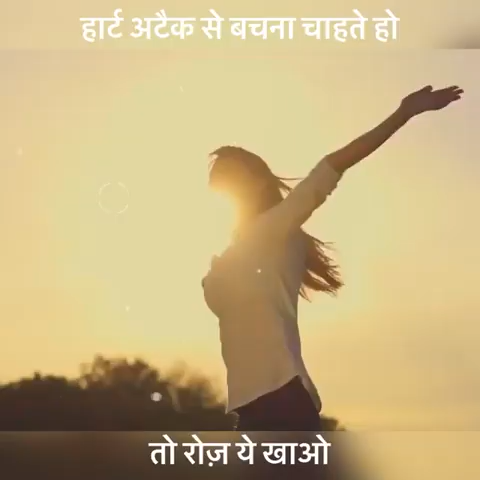 हार्ट अटैक से बचना चाहते हो
तो रोज़ ये खाओ